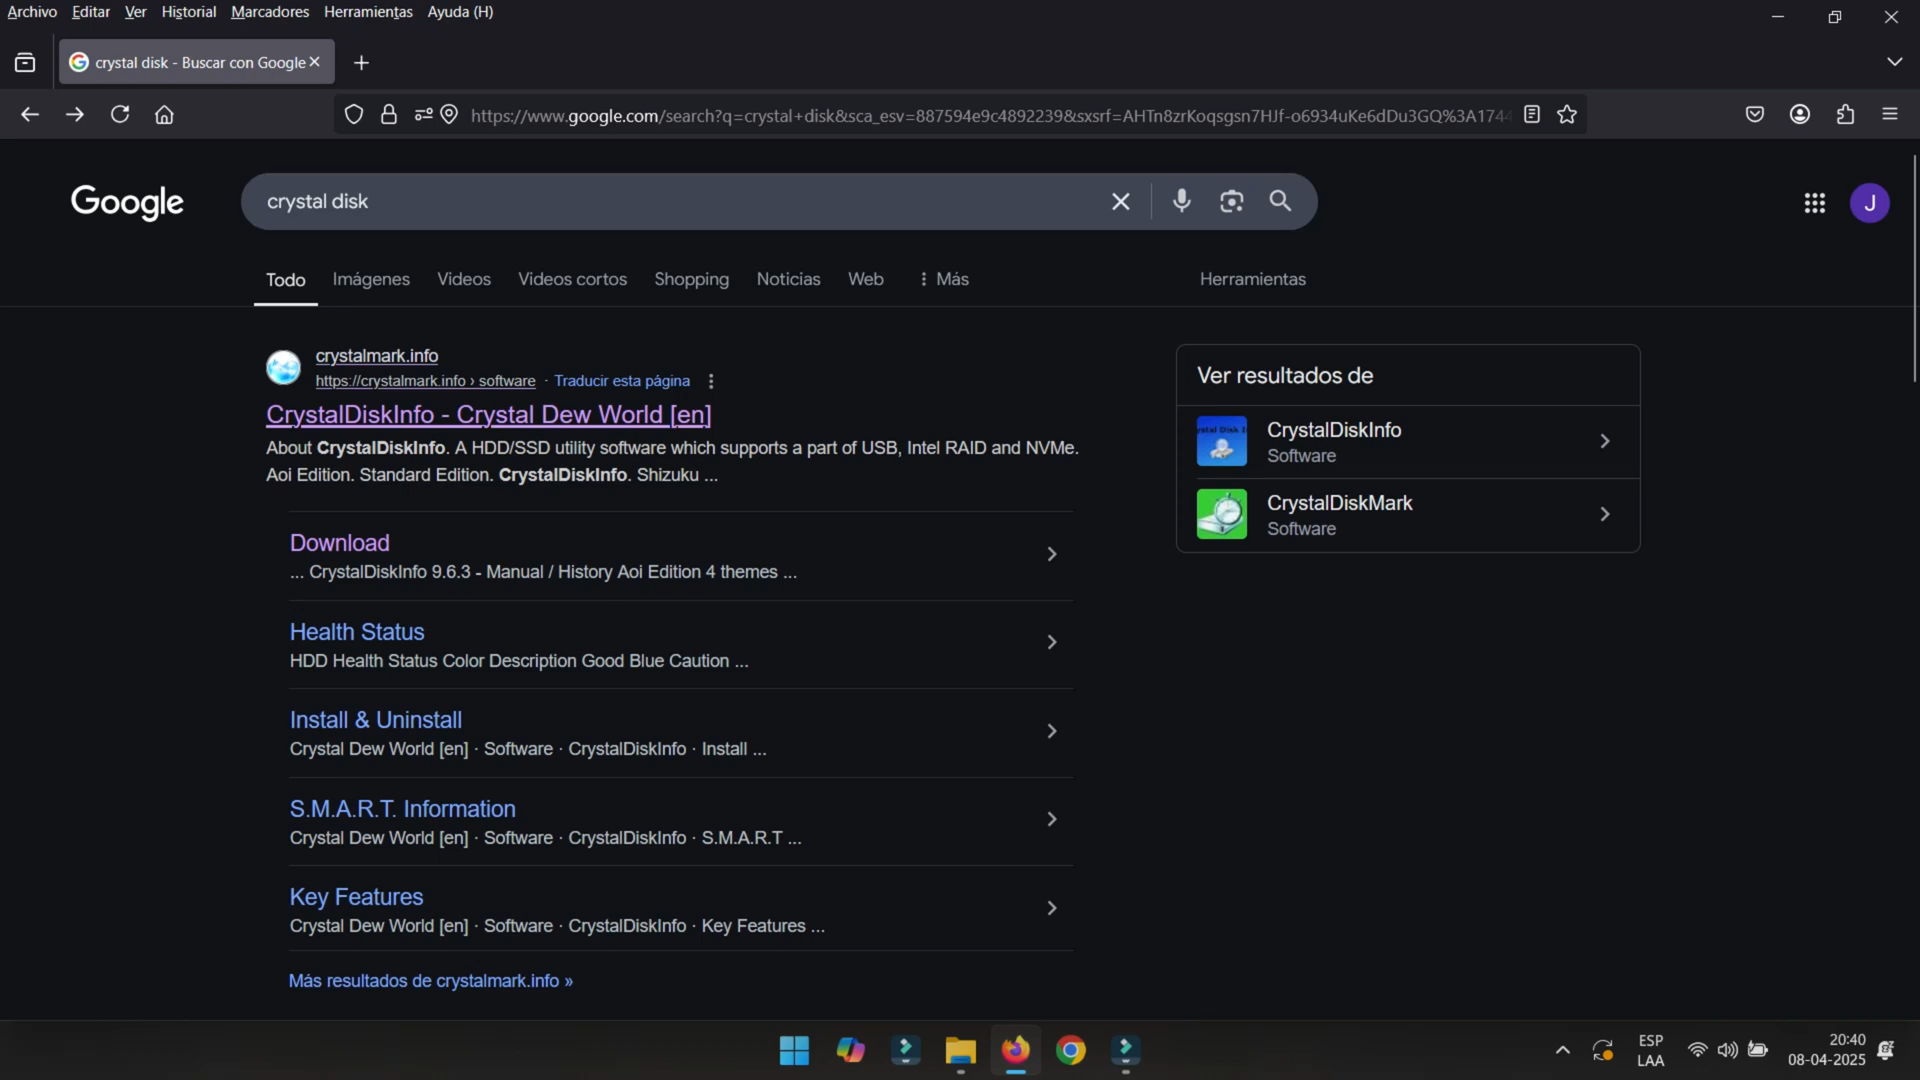 Archivo Editar Ver Historial Marcadores Herramientas Ayuda (H)
crystal disk - Buscar con Google
https://www.google.com/search?q=crystal+disk&sca_esv=887594e9c4892239&sxsrf=AHTn8zrKoqsgsn7HJf-o6934uKe6dDu3GQ%3A1744
Google
crystal disk
J
Todo Imágenes Videos Videos cortos Shopping Noticias Web Más Herramientas
crystalmark.info
https://crystalmark.info › software · Traducir esta página
CrystalDiskInfo - Crystal Dew World [en]
About CrystalDiskInfo. A HDD/SSD utility software which supports a part of USB, Intel RAID and NVMe.
Aoi Edition. Standard Edition. CrystalDiskInfo. Shizuku ...
Download
... CrystalDiskInfo 9.6.3 - Manual / History Aoi Edition 4 themes ...
Health Status
HDD Health Status Color Description Good Blue Caution ...
Install & Uninstall
Crystal Dew World [en] · Software · CrystalDiskInfo · Install ...
S.M.A.R.T. Information
Crystal Dew World [en] · Software · CrystalDiskInfo · S.M.A.R.T ...
Key Features
Crystal Dew World [en] · Software · CrystalDiskInfo · Key Features ...
Más resultados de crystalmark.info »
Ver resultados de
CrystalDiskInfo
Software
CrystalDiskMark
Software
ESP
LAA
20:40
08-04-2025